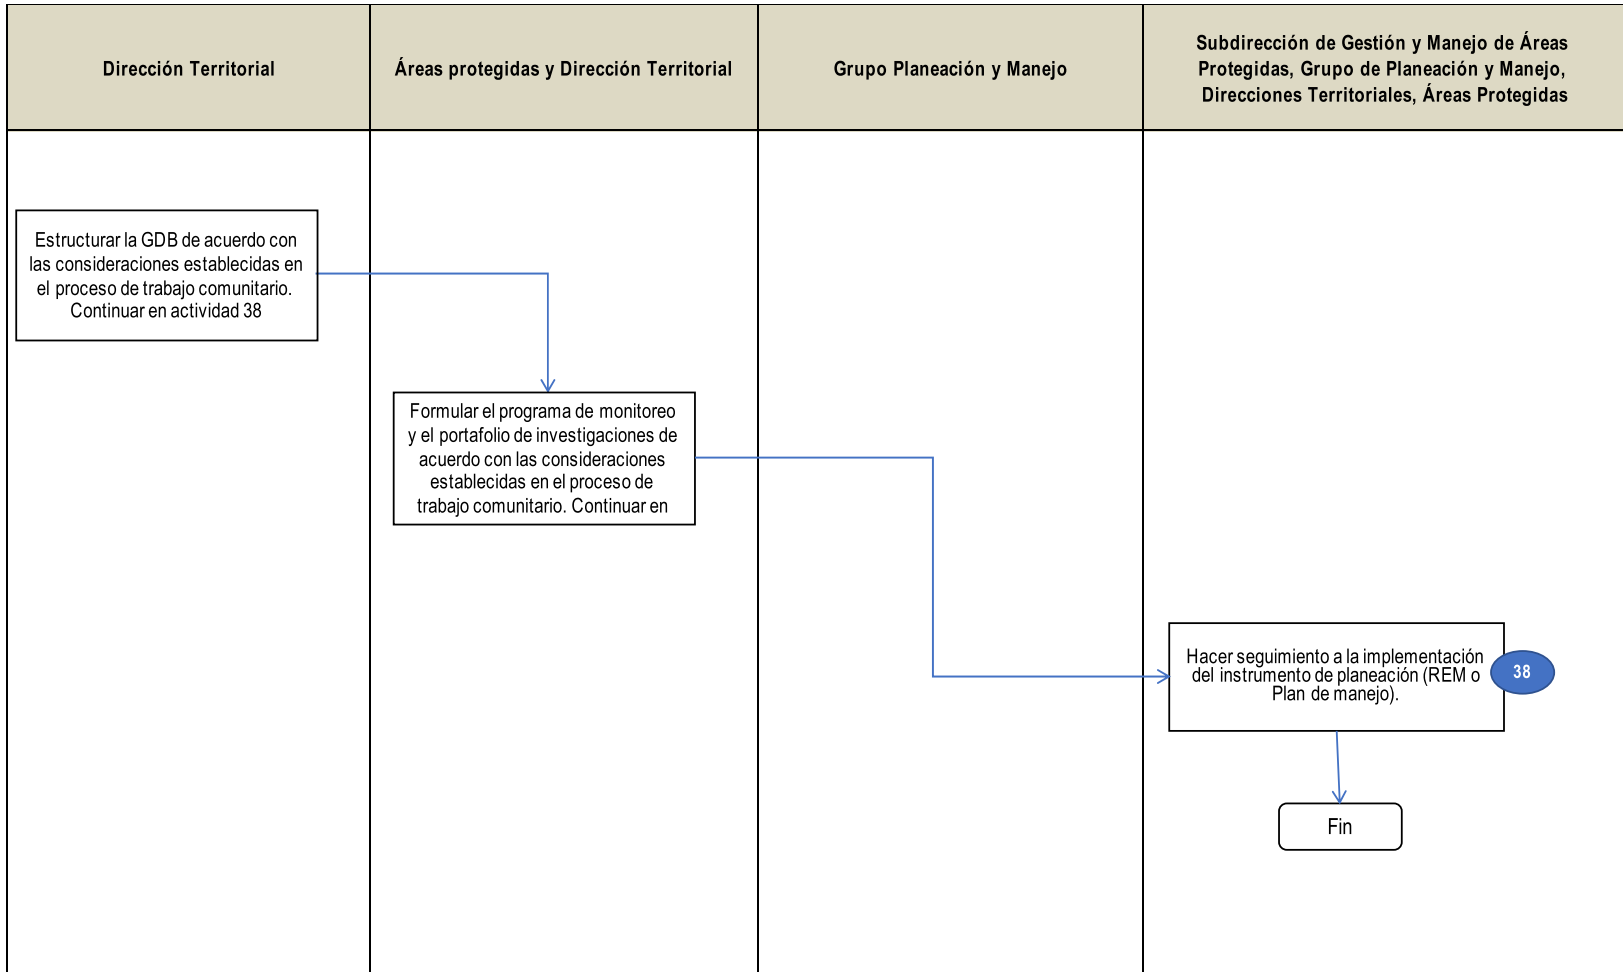 Dirección Territorial
Áreas protegidas y Dirección Territorial
Grupo Planeación y Manejo
Subdirección de Gestión y Manejo de Áreas
Protegidas, Grupo de Planeación y Manejo,
Direcciones Territoriales, Áreas Protegidas
Estructurar la GDB de acuerdo con
las consideraciones establecidas en
el proceso de trabajo comunitario.
Continuar en actividad 38
Formular el programa de monitoreo
y el portafolio de investigaciones de
acuerdo con las consideraciones
establecidas en el proceso de
trabajo comunitario. Continuar en
Hacer seguimiento a la implementación
del instrumento de planeación (REM o
Plan de manejo).
38
Fin